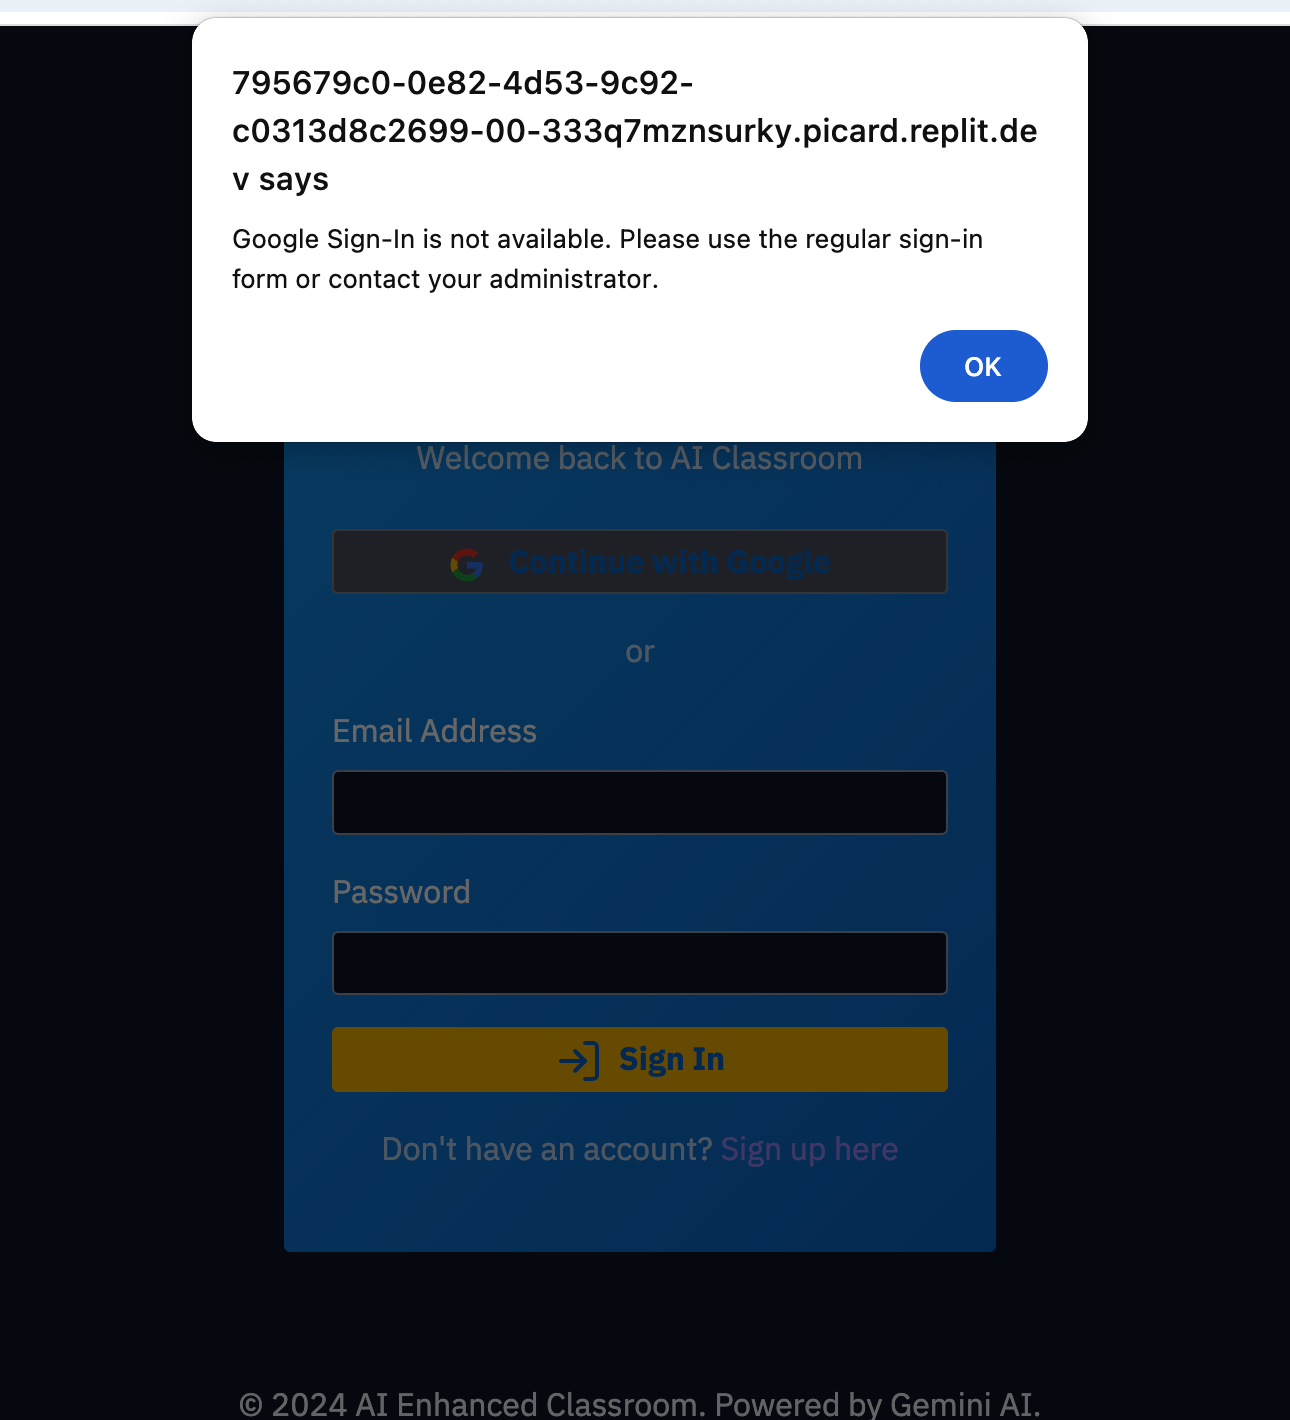 795679c0-0e82-4d53-9c92-
c0313d8c2699-00-333q7mznsurky.picard.replit.de
v says
Google Sign-In is not available. Please use the regular sign-in
form or contact your administrator.
OK
Welcome back to AI Classroom
Continue with Google
or
Email Address
Password
Sign In
Don't have an account? Sign up here
© 2024 AI Enhanced Classroom. Powered by Gemini AI.